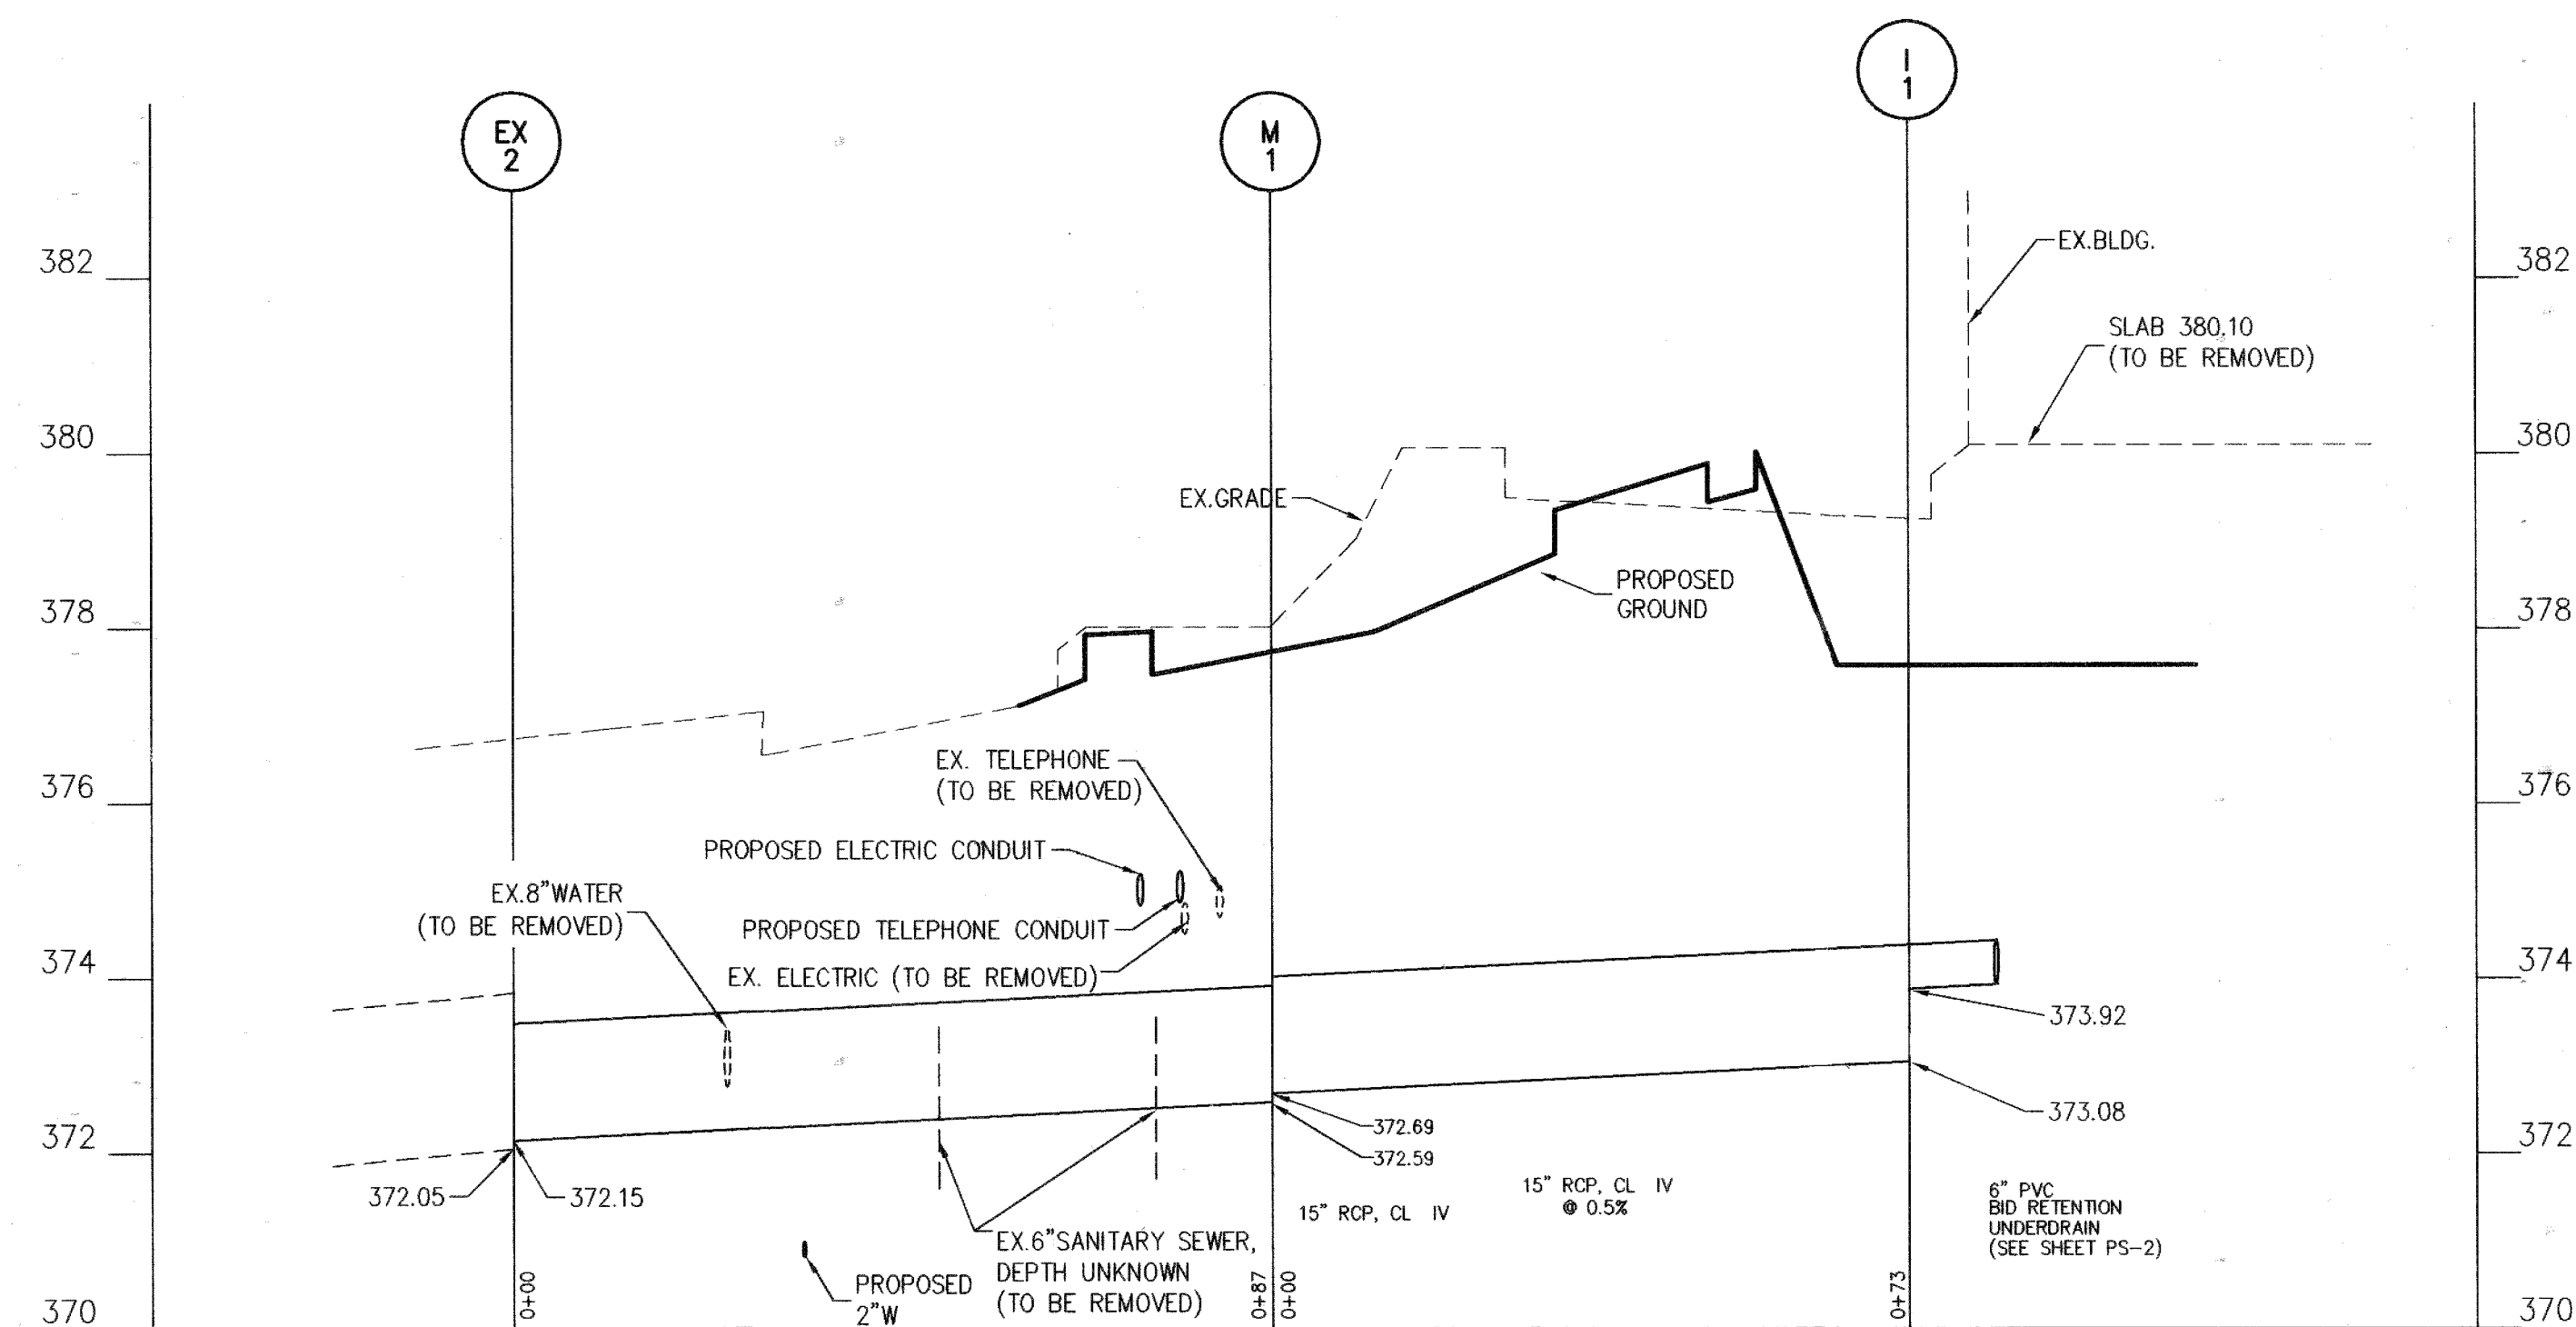 I
1
EX
2
M
1
EX.BLDG.
382
382
SLAB 380.10
(TO BE REMOVED)
380
380
EX.GRADE
PROPOSED
GROUND
378
378
EX. TELEPHONE
(TO BE REMOVED)
376
376
PROPOSED ELECTRIC CONDUIT
EX.8"WATER
(TO BE REMOVED)
PROPOSED TELEPHONE CONDUIT
EX. ELECTRIC (TO BE REMOVED)
374
374
373.92
373.08
372
372
372.69
372.59
372.05
372.15
15" RCP, CL IV
@ 0.5%
15" RCP, CL IV
6" PVC
BID RETENTION
UNDERDRAIN
(SEE SHEET PS-2)
EX.6"SANITARY SEWER,
DEPTH UNKNOWN
(TO BE REMOVED)
PROPOSED
2"W
0+00
0+87
0+00
0+73
370
370